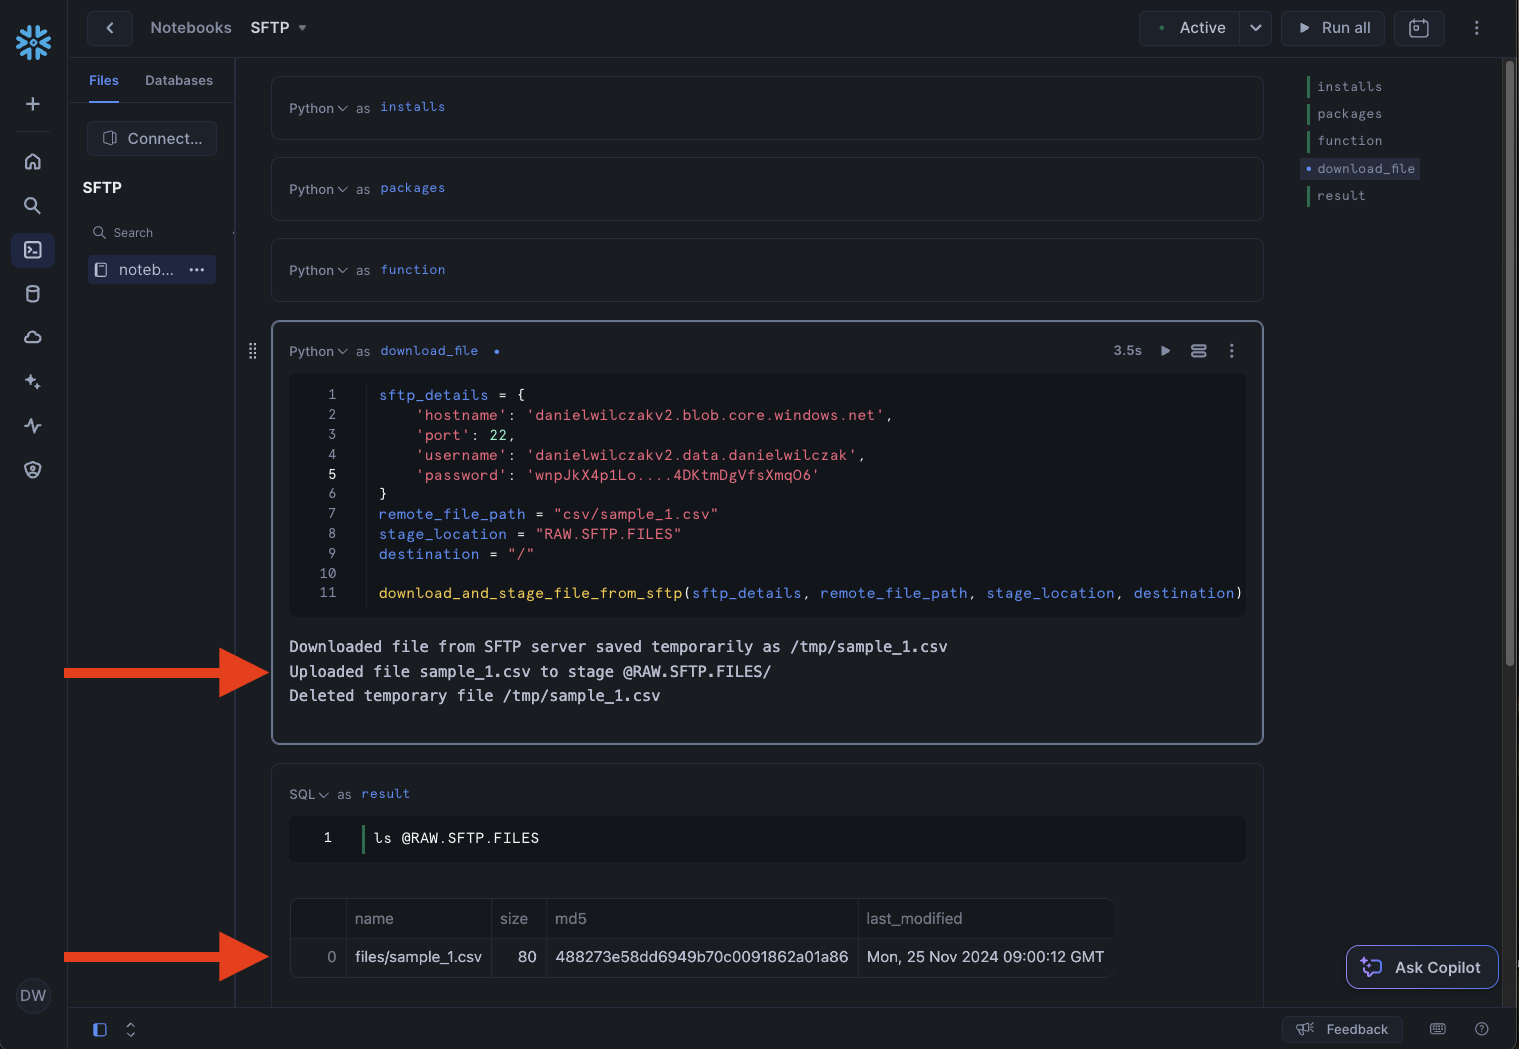 Notebooks SFTP
Active
Run all
Files Databases
Connect...
SFTP
Search
noteb...
DW
Python as installs
Python as packages
Python as function
Python as download_file
3.5s
1 sftp_details = {
2 'hostname': 'danielwilczakv2.blob.core.windows.net',
3 'port': 22,
4 'username': 'danielwilczakv2.data.danielwilczak',
5 'password': 'wnpJkX4p1Lo....4DKtmDgVfsXmqO6'
6 }
7 remote_file_path = "csv/sample_1.csv"
8 stage_location = "RAW.SFTP.FILES"
9 destination = "/"
10
11 download_and_stage_file_from_sftp(sftp_details, remote_file_path, stage_location, destination)
Downloaded file from SFTP server saved temporarily as /tmp/sample_1.csv
Uploaded file sample_1.csv to stage @RAW.SFTP.FILES/
Deleted temporary file /tmp/sample_1.csv
SQL as result
1 ls @RAW.SFTP.FILES
name size md5 last_modified
0 files/sample_1.csv 80 488273e58dd6949b70c0091862a01a86 Mon, 25 Nov 2024 09:00:12 GMT
installs
packages
function
download_file
result
Ask Copilot
Feedback